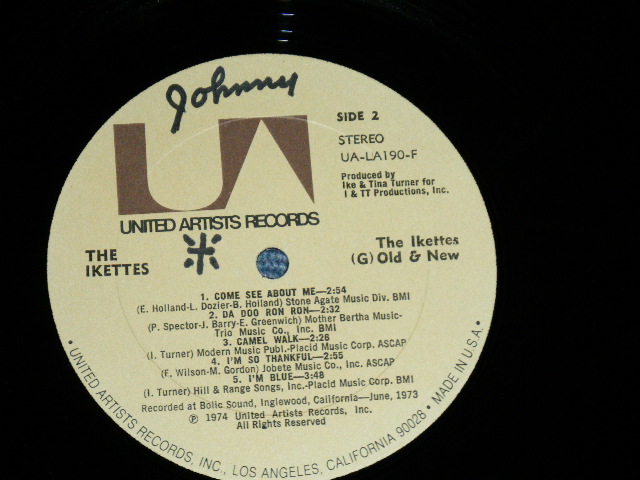 Johnny
UA
SIDE 2
STEREO
UA-LA190-F
Produced by
Ike & Tina Turner for
I & TT Productions, Inc.
UNITED ARTISTS RECORDS
THE
IKETTES
The Ikettes
(G) Old & New
1. COME SEE ABOUT ME—2:54
(E. Holland-L. Dozier-B. Holland) Stone Agate Music Div. BMI
2. DA DOO RON RON—2:32
(P. Spector-J. Barry-E. Greenwich) Mother Bertha Music-
Trio Music Co., Inc. BMI
3. CAMEL WALK—2:26
(I. Turner) Modern Music Publ.-Placid Music Corp. ASCAP
4. I'M SO THANKFUL—2:55
(F. Wilson-M. Gordon) Jobete Music Co., Inc. ASCAP
5. I'M BLUE—3:48
(I. Turner) Hill & Range Songs, Inc.-Placid Music Corp. BMI
Recorded at Bolic Sound, Inglewood, California—June, 1973
℗ 1974 United Artists Records, Inc.
All Rights Reserved
• UNITED ARTISTS RECORDS, INC., LOS ANGELES, CALIFORNIA 90028 • MADE IN U.S.A. •